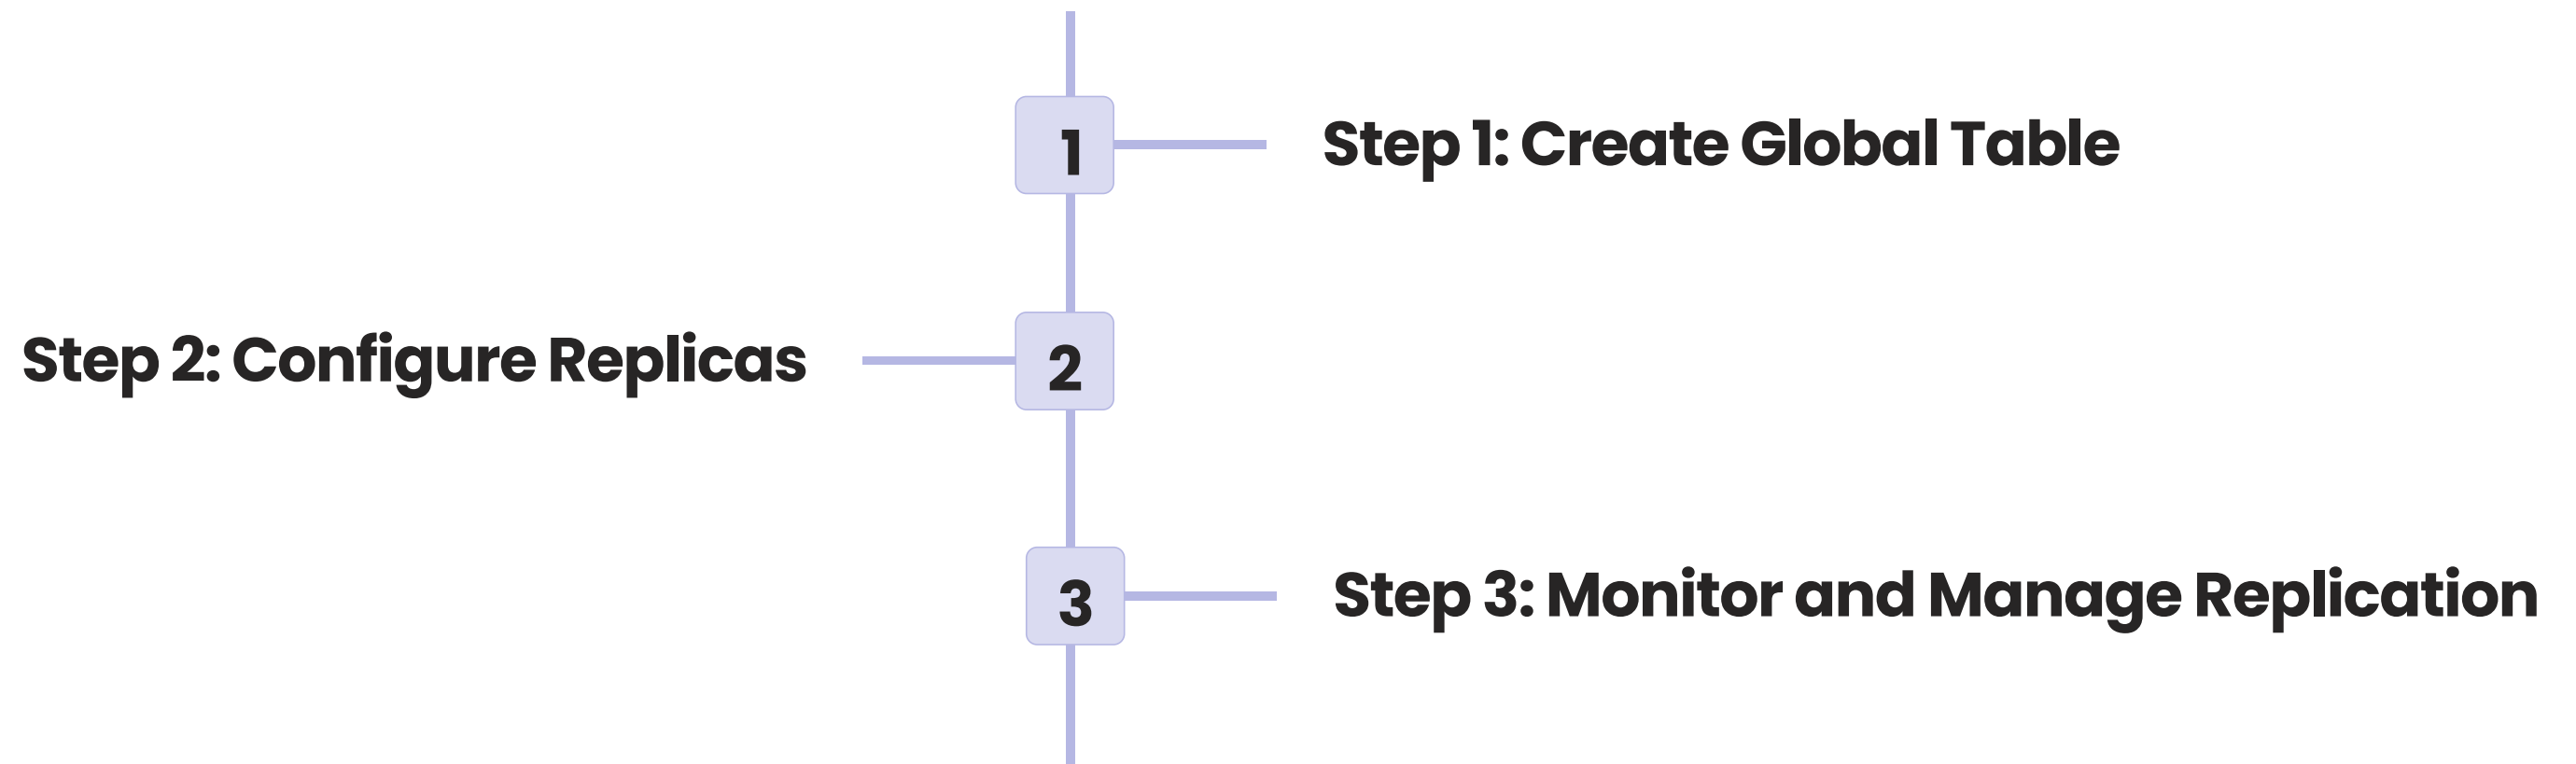 1
Step 1: Create Global Table
Step 2: Configure Replicas
2
3
Step 3: Monitor and Manage Replication